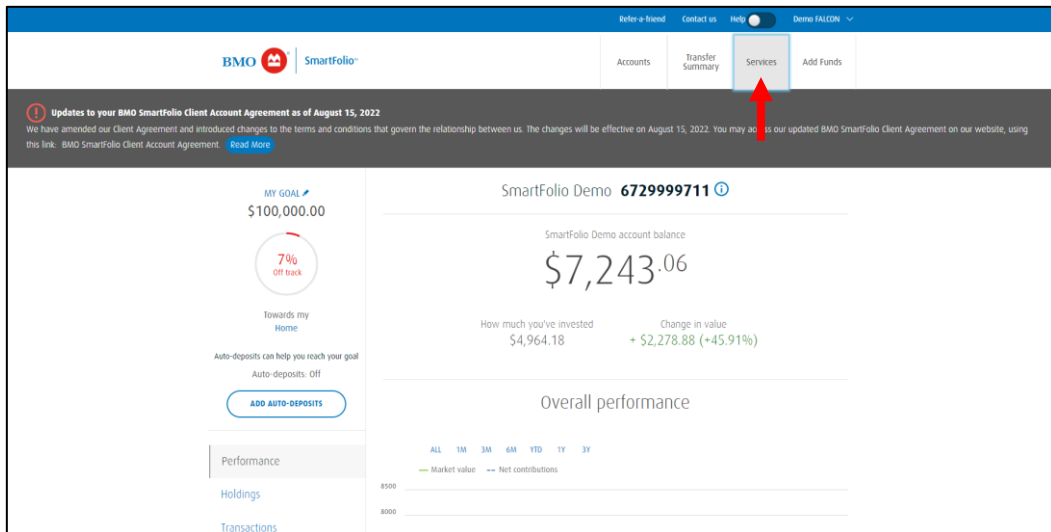 Refer-a-friend Contact us Help Demo FALCON
BMO SmartFolio™
Accounts
Transfer
Summary
Services
Add Funds
Updates to your BMO SmartFolio Client Account Agreement as of August 15, 2022
We have amended our Client Agreement and introduced changes to the terms and conditions that govern the relationship between us. The changes will be effective on August 15, 2022. You may access our updated BMO SmartFolio Client Agreement on our website, using
this link: BMO SmartFolio Client Account Agreement. Read More
MY GOAL
$100,000.00
7%
Off track
Towards my
Home
Auto-deposits can help you reach your goal
Auto-deposits: Off
ADD AUTO-DEPOSITS
Performance
Holdings
Transactions
SmartFolio Demo 6729999711
SmartFolio Demo account balance
$7,243.06
How much you've invested
$4,964.18
Change in value
+ $2,278.88 (+45.91%)
Overall performance
ALL 1M 3M 6M YTD 1Y 3Y
Market value Net contributions
8500
8000